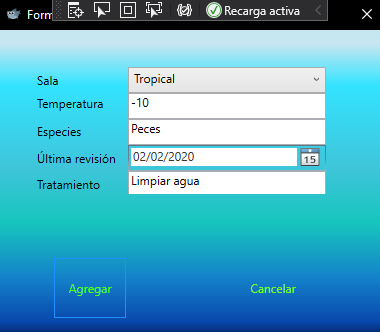 Form
Recarga activa
Sala Tropical
Temperatura -10
Especies Peces
Última revisión 02/02/2020 15
Tratamiento Limpiar agua
Agregar Cancelar